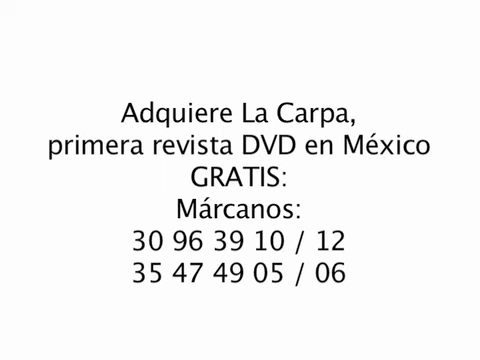 Adquiere La Carpa,
primera revista DVD en México
GRATIS:
Márcanos:
30 96 39 10 / 12
35 47 49 05 / 06